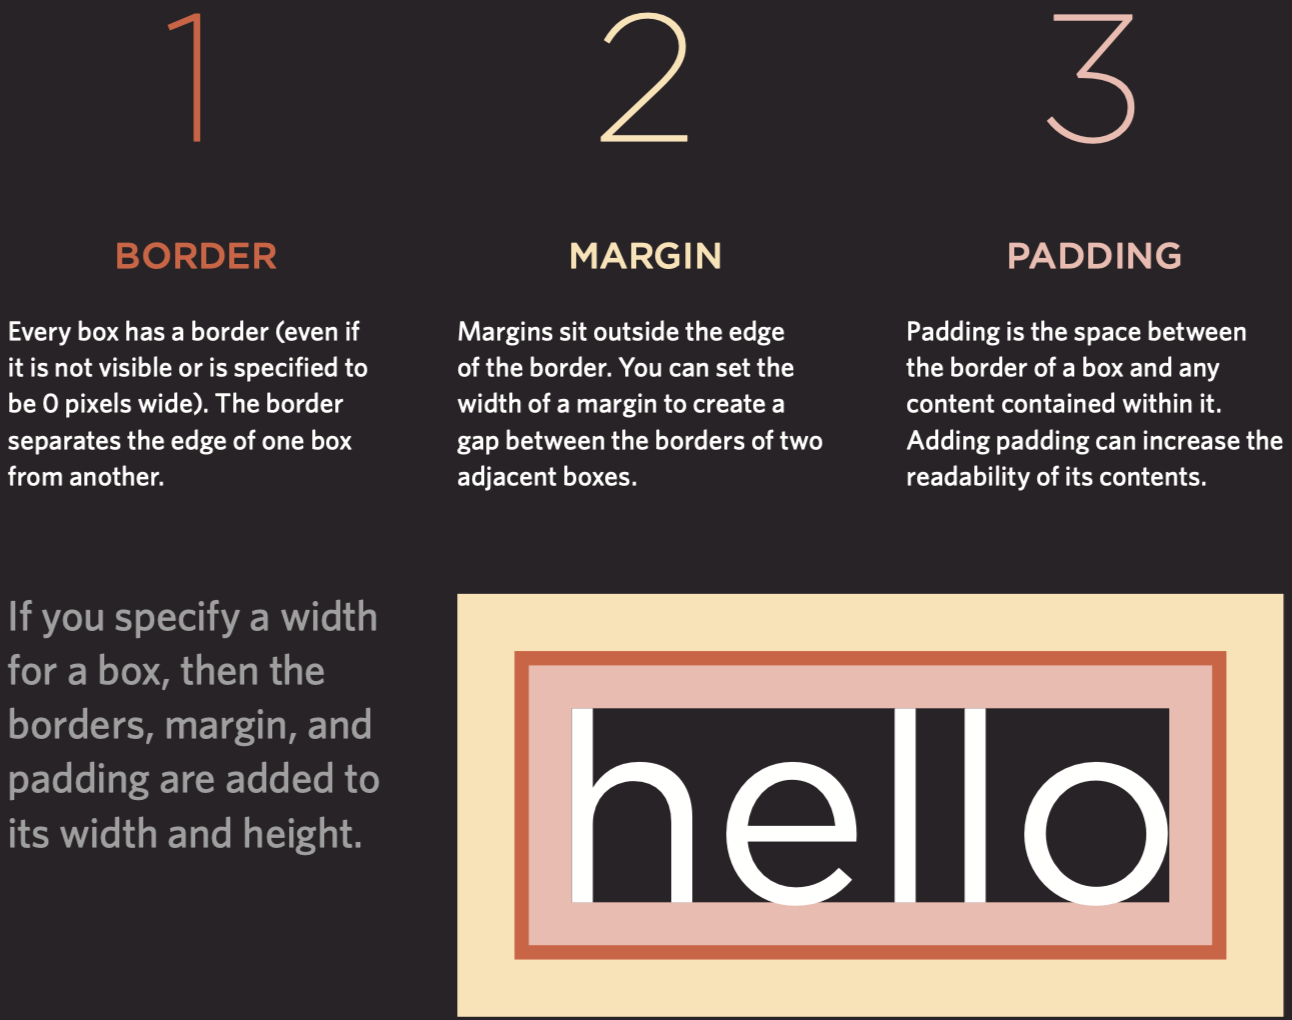 1
BORDER
Every box has a border (even if
it is not visible or is specified to
be 0 pixels wide). The border
separates the edge of one box
from another.
2
MARGIN
Margins sit outside the edge
of the border. You can set the
width of a margin to create a
gap between the borders of two
adjacent boxes.
3
PADDING
Padding is the space between
the border of a box and any
content contained within it.
Adding padding can increase the
readability of its contents.
If you specify a width
for a box, then the
borders, margin, and
padding are added to
its width and height.
hello